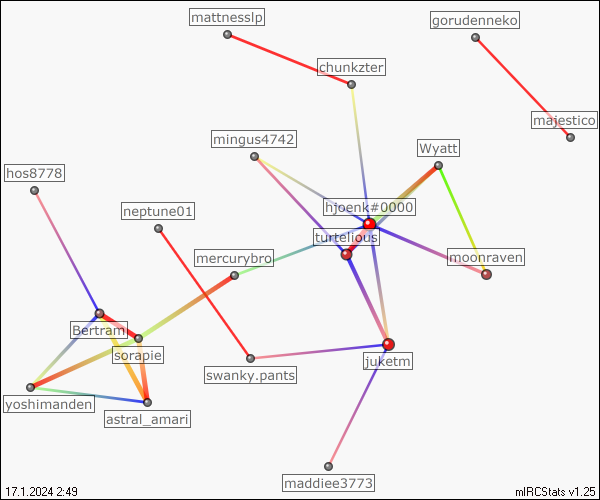 mattnesslp
gorudenneko
chunkzter
majestico
mingus4742
Wyatt
hos8778
hjoenk#0000
neptune01
turtelious
mercurybro
moonraven
Bertram
sorapie
juketm
swanky.pants
yoshimanden
astral_amari
maddiee3773
17.1.2024 2:49
mIRCStats v1.25